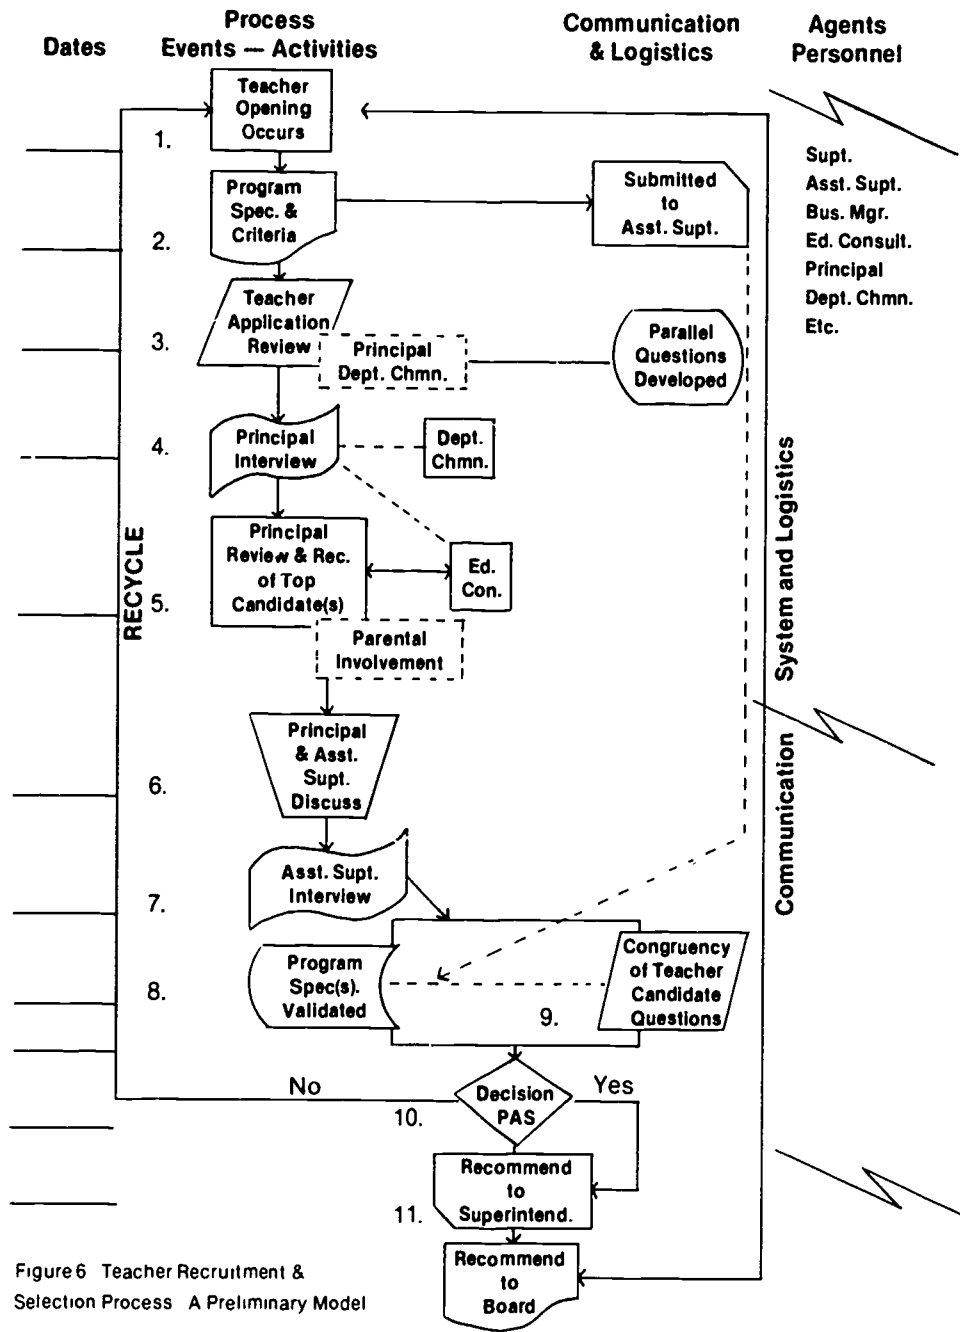 Dates
Process
Events — Activities
Communication
& Logistics
Agents
Personnel
Teacher
Opening
Occurs
1.
Program
Spec. &
Criteria
2.
Submitted
to
Asst. Supt.
Supt.
Asst. Supt.
Bus. Mgr.
Ed. Consult.
Principal
Dept. Chmn.
Etc.
Teacher
Application
Review
3.
Principal
Dept. Chmn.
Parallel
Questions
Developed
4.
Principal
Interview
Dept.
Chmn.
RECYCLE
Principal
Review & Rec.
of Top
Candidate(s)
5.
Ed.
Con.
Parental
Involvement
Communication System and Logistics
Principal
& Asst.
Supt.
Discuss
6.
Asst. Supt.
Interview
7.
Program
Spec(s).
Validated
8.
9.
Congruency
of Teacher
Candidate
Questions
No
Decision
PAS
Yes
10.
Recommend
to
Superintend.
11.
Recommend
to
Board
Figure 6 Teacher Recruitment &
Selection Process A Preliminary Model